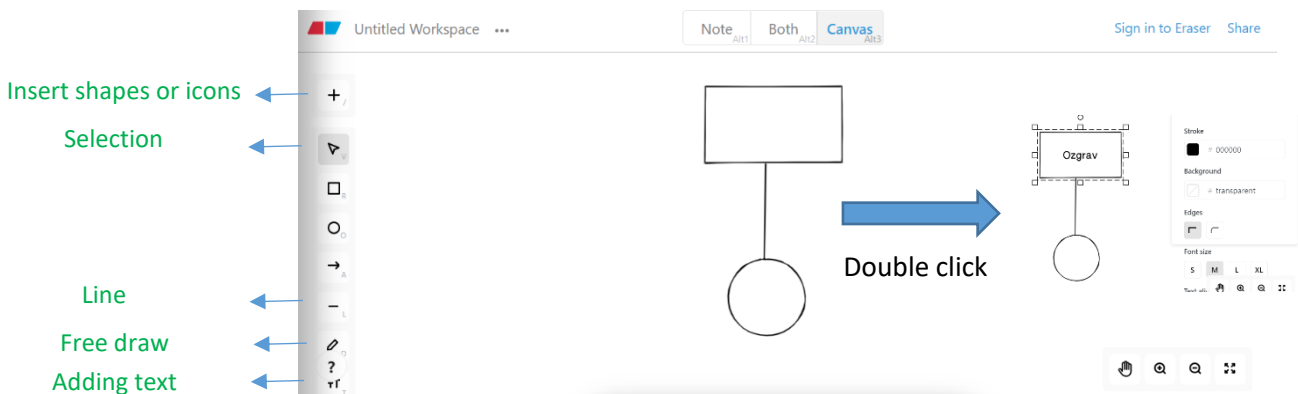 Untitled Workspace
Note Alt1
Both Alt2
Canvas Alt3
Sign in to Eraser
Share
Insert shapes or icons
/
Selection
V
R
O
A
Line
L
Free draw
?
Adding text
T
Double click
Ozgrav
Stroke
# 000000
Background
# transparent
Edges
Font size
S M L XL